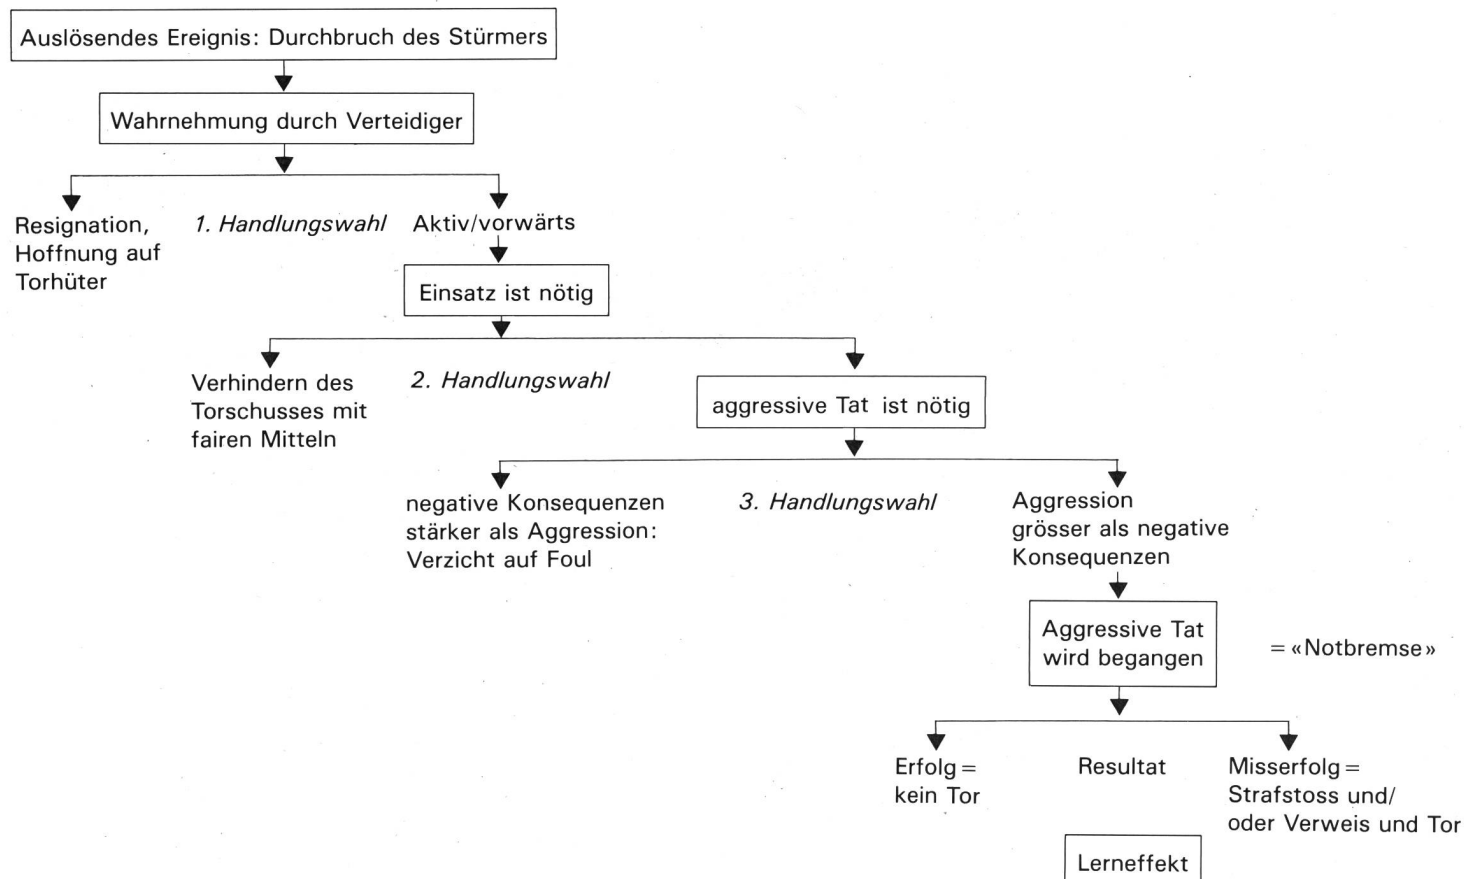 Auslösendes Ereignis: Durchbruch des Stürmers
Wahrnehmung durch Verteidiger
Resignation,
Hoffnung auf
Torhüter
1. Handlungswahl
Aktiv/vorwärts
Einsatz ist nötig
Verhindern des
Torschusses mit
fairen Mitteln
2. Handlungswahl
aggressive Tat ist nötig
negative Konsequenzen
stärker als Aggression:
Verzicht auf Foul
3. Handlungswahl
Aggression
grösser als negative
Konsequenzen
Aggressive Tat
wird begangen
= «Notbremse»
Erfolg =
kein Tor
Resultat
Misserfolg =
Strafstoss und/
oder Verweis und Tor
Lerneffekt